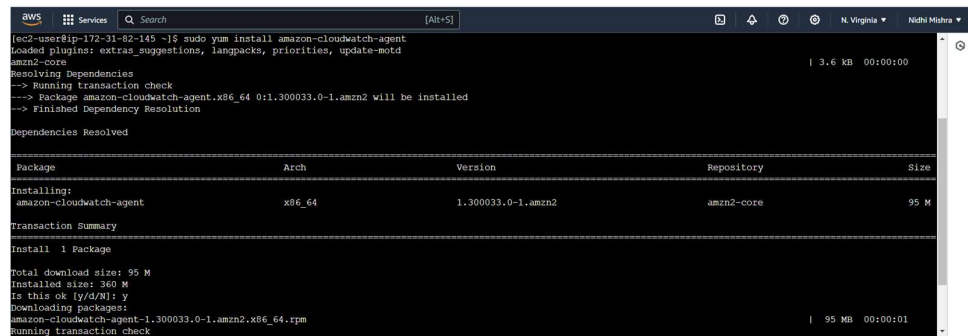 aws Services Search [Alt+S] N. Virginia ▼ Nidhi Mishra ▼
[ec2-user@ip-172-31-82-145 ~]$ sudo yum install amazon-cloudwatch-agent
Loaded plugins: extras_suggestions, langpacks, priorities, update-motd
amzn2-core | 3.6 kB 00:00:00
Resolving Dependencies
--> Running transaction check
---> Package amazon-cloudwatch-agent.x86_64 0:1.300033.0-1.amzn2 will be installed
--> Finished Dependency Resolution
Dependencies Resolved
Package Arch Version Repository Size
Installing:
amazon-cloudwatch-agent x86_64 1.300033.0-1.amzn2 amzn2-core 95 M
Transaction Summary
Install 1 Package
Total download size: 95 M
Installed size: 360 M
Is this ok [y/d/N]: y
Downloading packages:
amazon-cloudwatch-agent-1.300033.0-1.amzn2.x86_64.rpm | 95 MB 00:00:01
Running transaction check